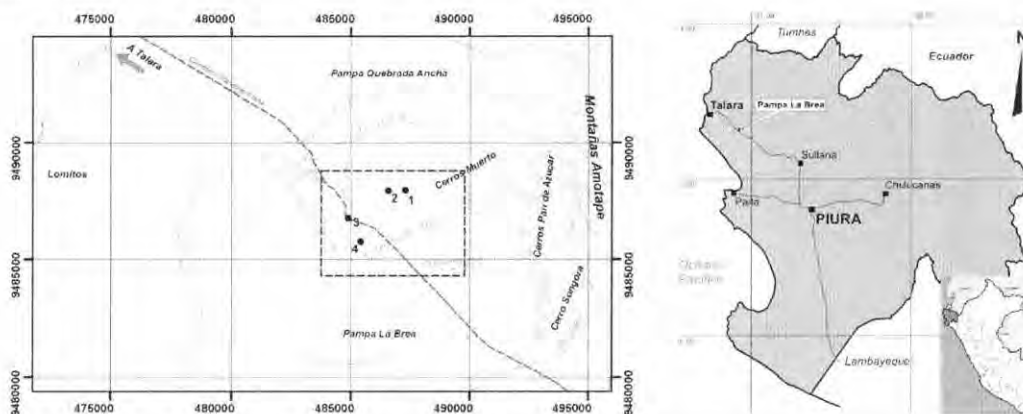 475000 480000 485000 490000 495000
A Talara
Pampa Quebrada Ancha
Montañas Amotape
9490000
9490000
Lomitos
Cerro Muerto
Cerros Pan de Azúcar
2 1
3
4
9485000
9485000
Cerro Songora
Pampa La Brea
9480000
9480000
475000 480000 485000 490000 495000
Tumbes
Ecuador
N
Talara
Pampa La Brea
Sullana
Paita
Chulucanas
PIURA
Lambayeque